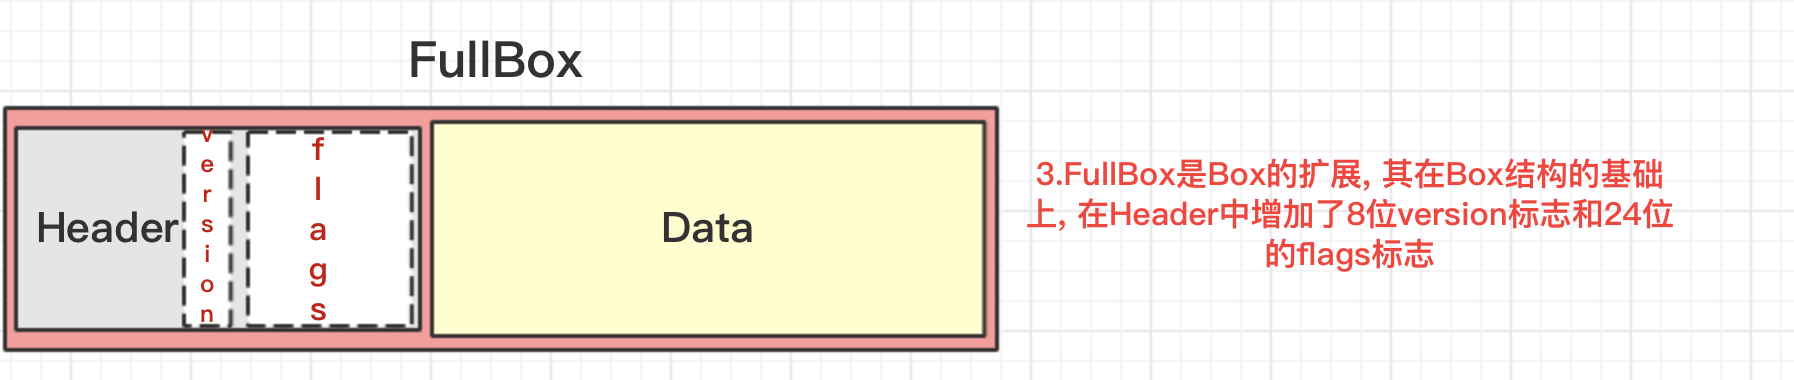 FullBox
Header
version
flags
Data
3.FullBox是Box的扩展, 其在Box结构的基础
上, 在Header中增加了8位version标志和24位
的flags标志